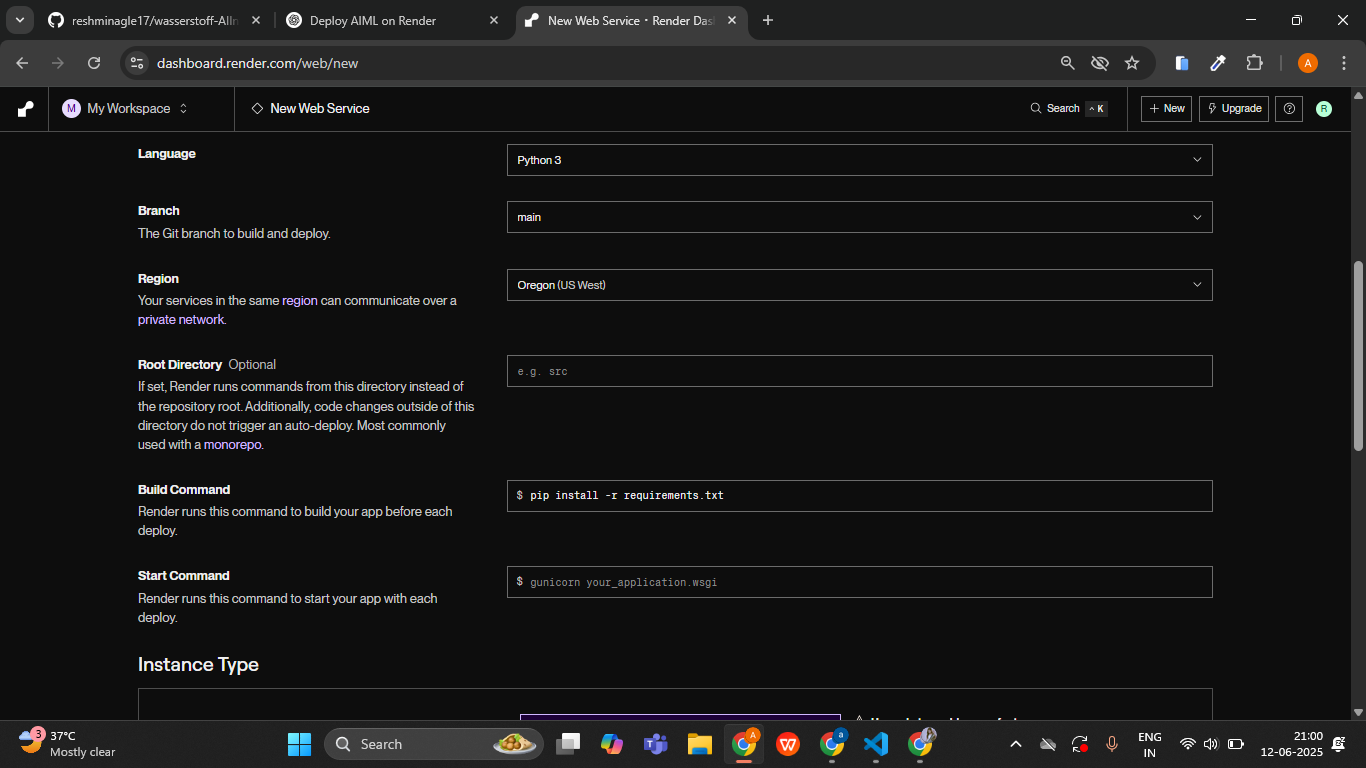 reshminagle17/wasserstoff-AIIn
Deploy AIML on Render
New Web Service • Render Das
dashboard.render.com/web/new
A
M
My Workspace
New Web Service
Search
K
+ New
Upgrade
R
Language
Python 3
Branch
The Git branch to build and deploy.
main
Region
Your services in the same region can communicate over a
private network.
Oregon (US West)
Root Directory Optional
If set, Render runs commands from this directory instead of
the repository root. Additionally, code changes outside of this
directory do not trigger an auto-deploy. Most commonly
used with a monorepo.
e.g. src
Build Command
Render runs this command to build your app before each
deploy.
$ pip install -r requirements.txt
Start Command
Render runs this command to start your app with each
deploy.
$ gunicorn your_application.wsgi
Instance Type
3
37°C
Mostly clear
Search
A
W
a
ENG
IN
21:00
12-06-2025